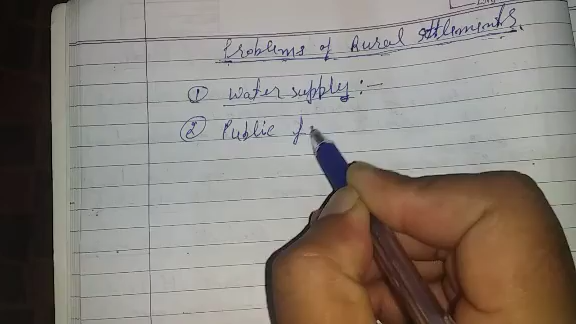 Problems of Rural Settlements.
① Water supply :-
② Public f